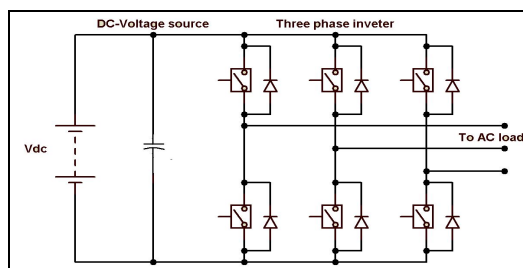 DC-Voltage source
Three phase inveter
Vdc
To AC load